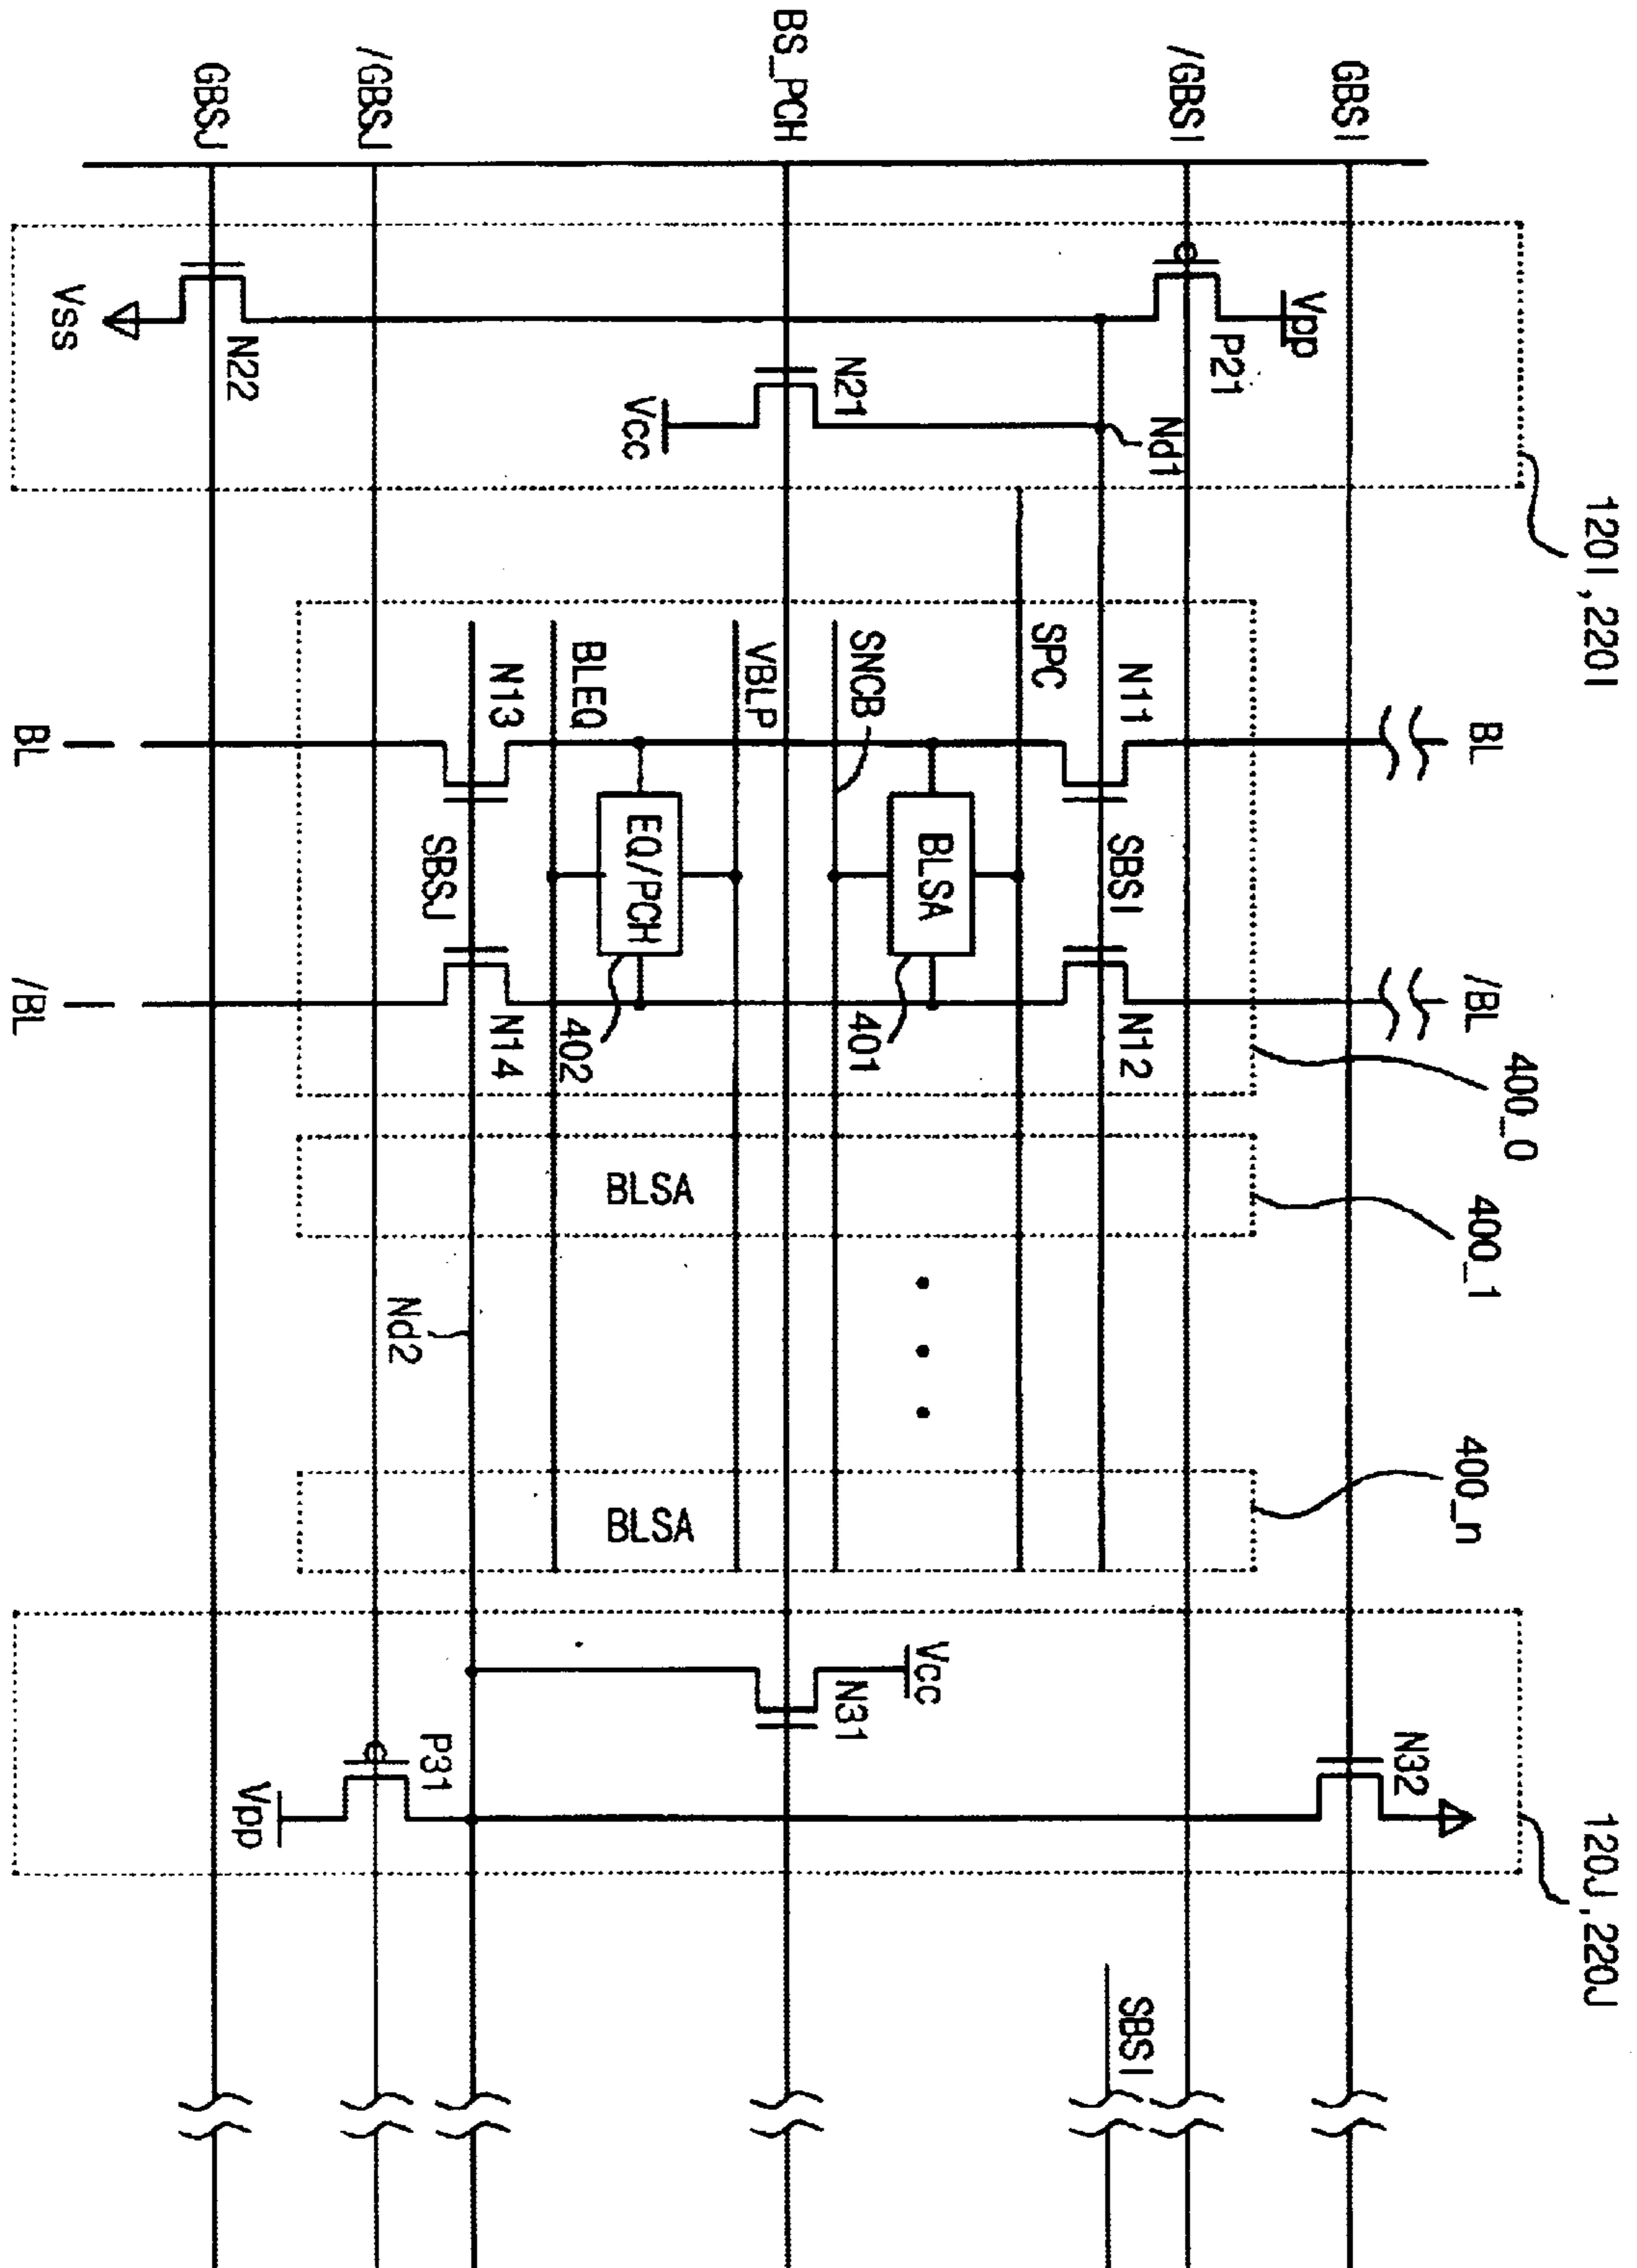 GBSI
/GBSI
BS_PCH
/GBSJ
GBSJ
120I,220I
Vpp
P21
Nd1
N21
Vcc
N22
Vss
BL
/BL
400_0
400_1
400_n
N11
SBSI
N12
SPC
BLSA
401
SNCB
VBLP
EQ/PCH
402
BLEQ
N13
SBSJ
N14
BL
/BL
BLSA
BLSA
Nd2
120J,220J
N32
Vcc
N31
P31
Vpp
SBSI